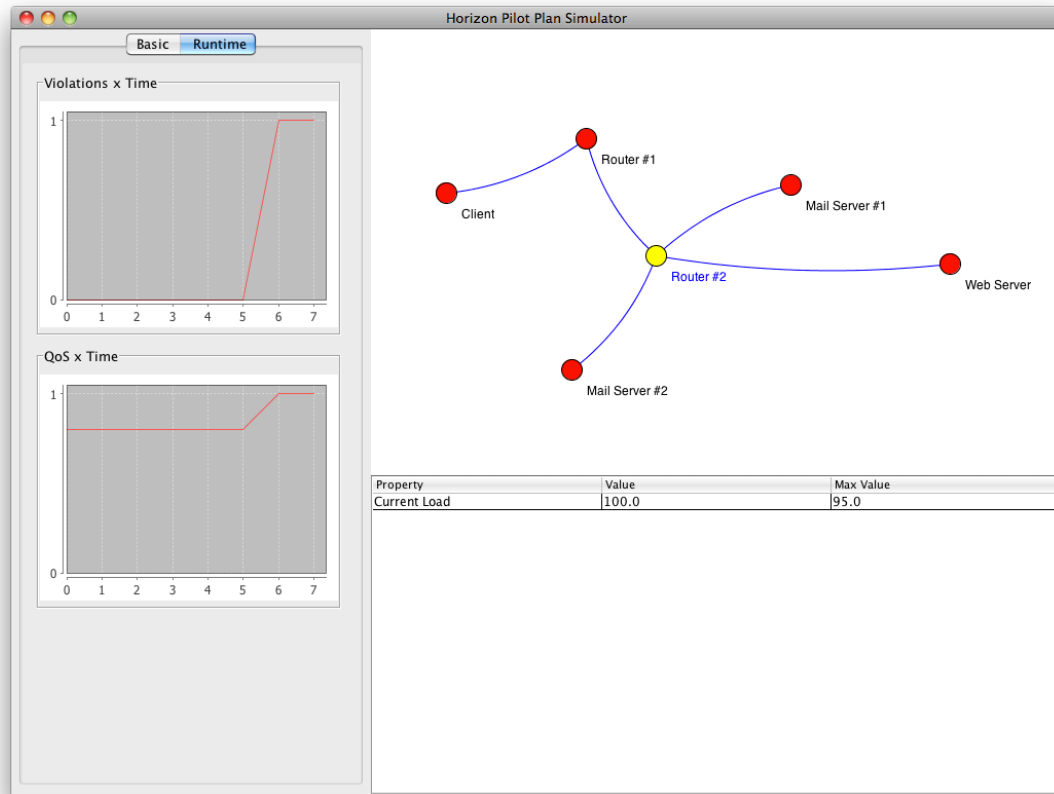 Horizon Pilot Plan Simulator
Basic Runtime
Violations x Time
1
0
0 1 2 3 4 5 6 7
QoS x Time
1
0
0 1 2 3 4 5 6 7
Router #1
Client
Mail Server #1
Router #2
Web Server
Mail Server #2
Property Value Max Value
Current Load 100.0 95.0